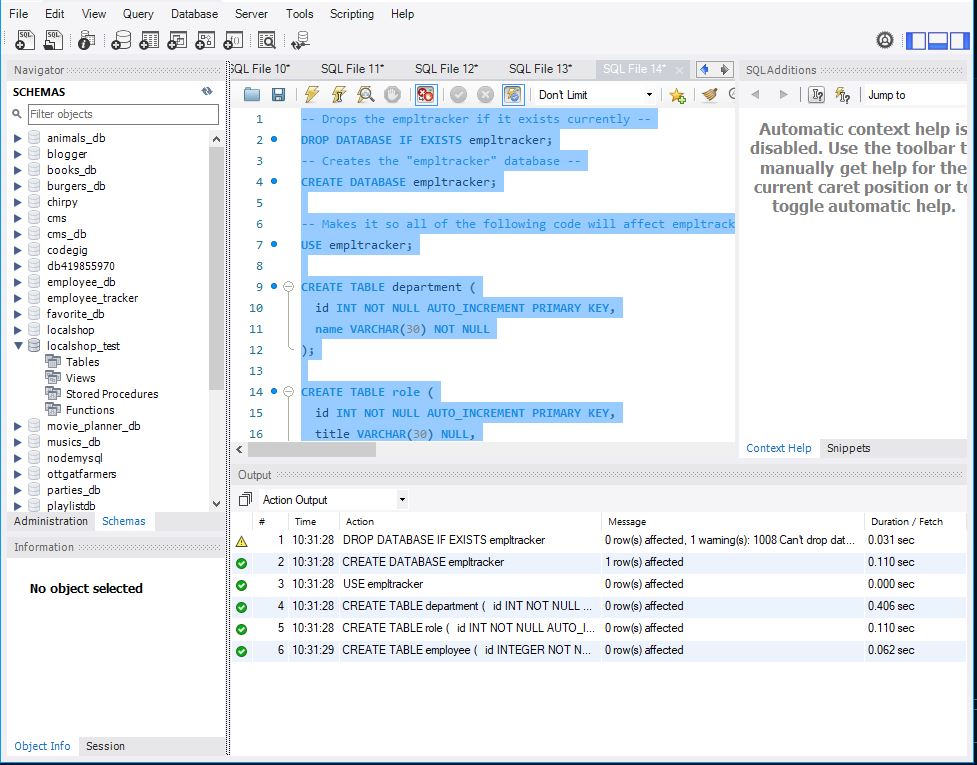 File Edit View Query Database Server Tools Scripting Help
Navigator
SCHEMAS
Filter objects
animals_db
blogger
books_db
burgers_db
chirpy
cms
cms_db
codegig
db419855970
employee_db
employee_tracker
favorite_db
localshop
localshop_test
Tables
Views
Stored Procedures
Functions
movie_planner_db
musics_db
nodemysql
ottgatfarmers
parties_db
playlistdb
Administration Schemas
Information
No object selected
Object Info Session
SQL File 10* SQL File 11* SQL File 12* SQL File 13* SQL File 14*
Don't Limit
1 -- Drops the empltracker if it exists currently --
2 DROP DATABASE IF EXISTS empltracker;
3 -- Creates the "empltracker" database --
4 CREATE DATABASE empltracker;
5
6 -- Makes it so all of the following code will affect empltrack
7 USE empltracker;
8
9 CREATE TABLE department (
10 id INT NOT NULL AUTO_INCREMENT PRIMARY KEY,
11 name VARCHAR(30) NOT NULL
12 );
13
14 CREATE TABLE role (
15 id INT NOT NULL AUTO_INCREMENT PRIMARY KEY,
16 title VARCHAR(30) NULL,
SQLAdditions
Jump to
Automatic context help is
disabled. Use the toolbar t
manually get help for the
current caret position or to
toggle automatic help.
Context Help Snippets
Output
Action Output
# Time Action Message Duration / Fetch
1 10:31:28 DROP DATABASE IF EXISTS empltracker 0 row(s) affected, 1 warning(s): 1008 Can't drop dat... 0.031 sec
2 10:31:28 CREATE DATABASE empltracker 1 row(s) affected 0.110 sec
3 10:31:28 USE empltracker 0 row(s) affected 0.000 sec
4 10:31:28 CREATE TABLE department ( id INT NOT NULL ... 0 row(s) affected 0.406 sec
5 10:31:28 CREATE TABLE role ( id INT NOT NULL AUTO_I... 0 row(s) affected 0.110 sec
6 10:31:29 CREATE TABLE employee ( id INTEGER NOT N... 0 row(s) affected 0.062 sec